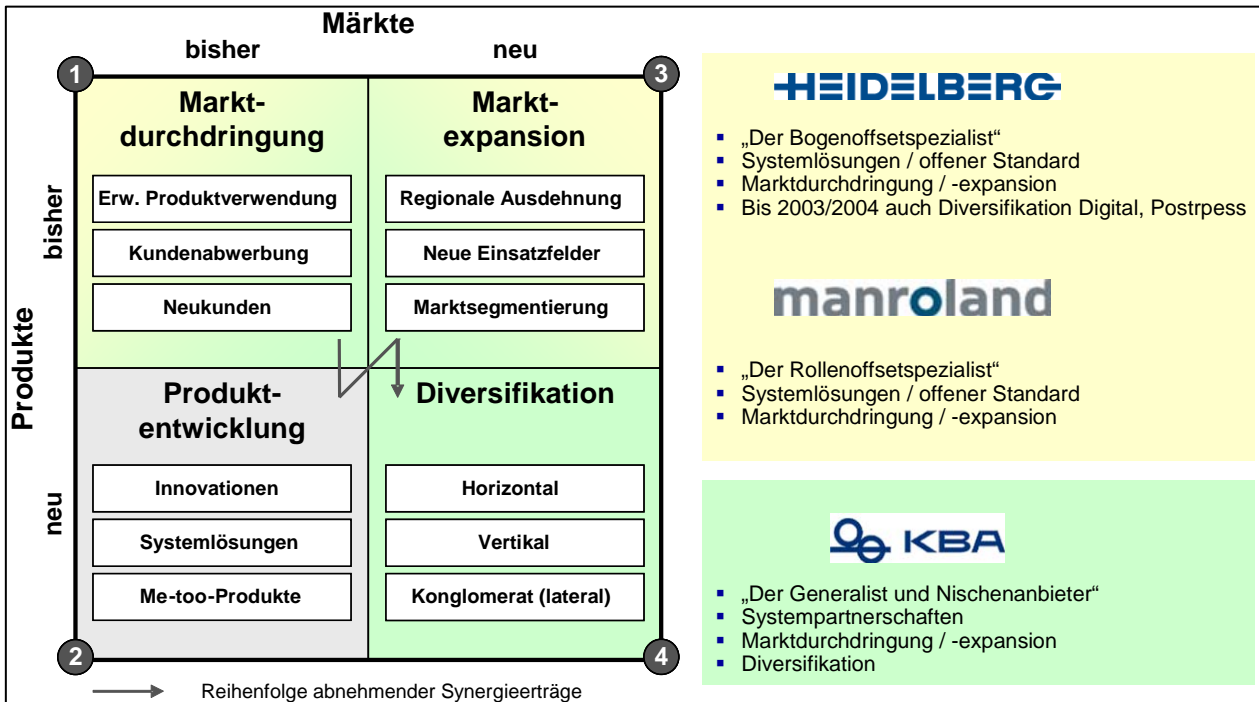 Märkte
bisher
neu
Produkte
bisher
neu
1
3
2
4
Markt-
durchdringung
Erw. Produktverwendung
Kundenabwerbung
Neukunden
Markt-
expansion
Regionale Ausdehnung
Neue Einsatzfelder
Marktsegmentierung
Produkt-
entwicklung
Innovationen
Systemlösungen
Me-too-Produkte
Diversifikation
Horizontal
Vertikal
Konglomerat (lateral)
Reihenfolge abnehmender Synergieerträge
HEIDELBERG
▪ „Der Bogenoffsetspezialist“
▪ Systemlösungen / offener Standard
▪ Marktdurchdringung / -expansion
▪ Bis 2003/2004 auch Diversifikation Digital, Postrpess
manroland
▪ „Der Rollenoffsetspezialist“
▪ Systemlösungen / offener Standard
▪ Marktdurchdringung / -expansion
KBA
▪ „Der Generalist und Nischenanbieter“
▪ Systempartnerschaften
▪ Marktdurchdringung / -expansion
▪ Diversifikation